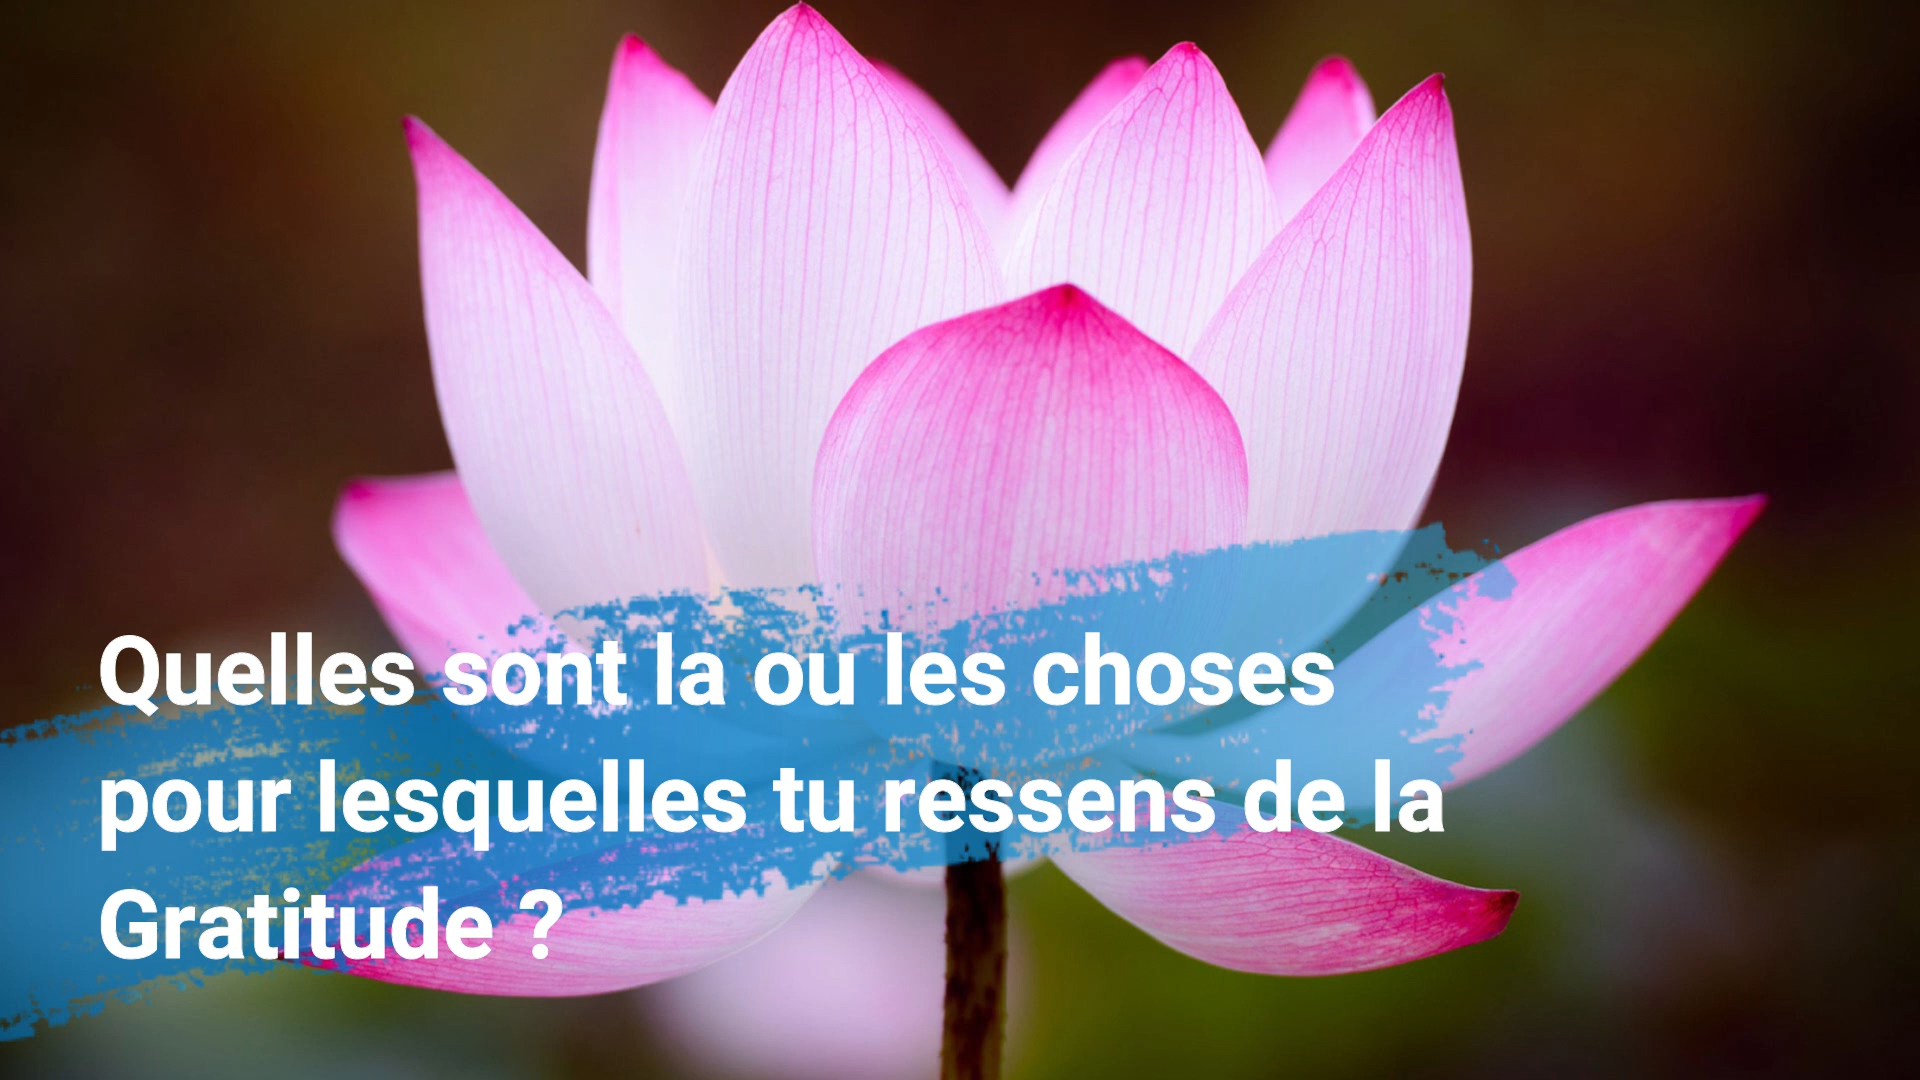 Quelles sont la ou les choses
pour lesquelles tu ressens de la
Gratitude ?